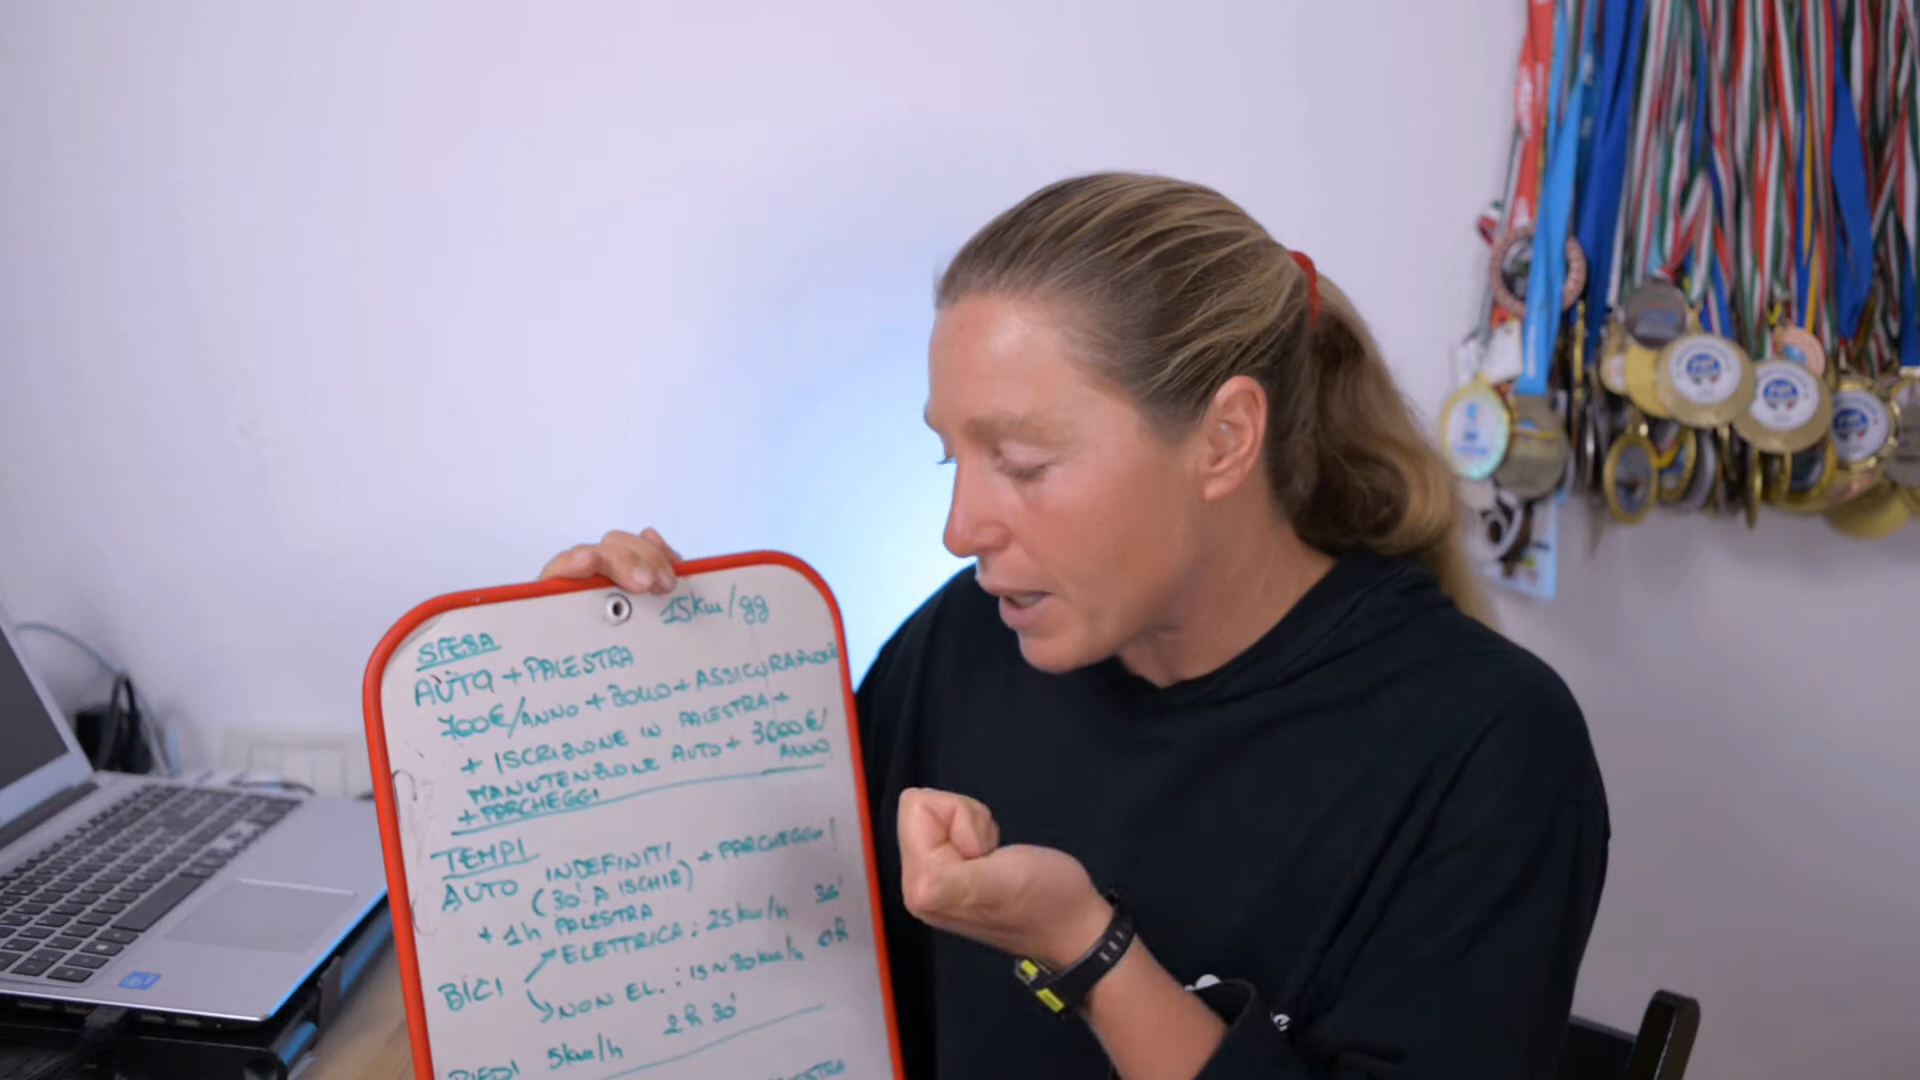 15km/gg
SPESA
AUTO + PALESTRA
700€/ANNO + BOLLO + ASSICURAZIONE
+ ISCRIZIONE IN PALESTRA +
MANUTENZIONE AUTO + 3000€/
ANNO
+ PARCHEGGI
TEMPI
AUTO INDEFINITI + PARCHEGGI!
(30' A ISCHIA)
+ 1h PALESTRA
BICI
ELETTRICA: 25km/h 36'
NON EL.: 15~20km/h 1h
PIEDI 5km/h 2h 30'